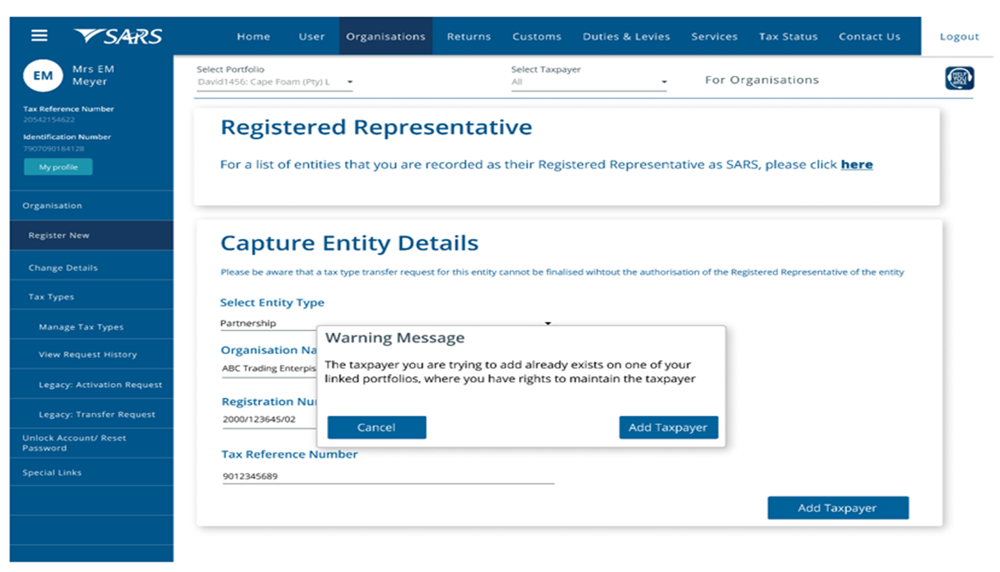 SARS
Home User Organisations Returns Customs Duties & Levies Services Tax Status Contact Us Logout
EM
Mrs EM
Meyer
Tax Reference Number
20542154622
Identification Number
7907090184128
My profile
Organisation
Register New
Change Details
Tax Types
Manage Tax Types
View Request History
Legacy: Activation Request
Legacy: Transfer Request
Unlock Account/ Reset
Password
Special Links
Select Portfolio
David1456: Cape Foam (Pty) L
Select Taxpayer
All
For Organisations
HELP
YOU
eFILE
Registered Representative
For a list of entities that you are recorded as their Registered Representative as SARS, please click here
Capture Entity Details
Please be aware that a tax type transfer request for this entity cannot be finalised wihtout the authorisation of the Registered Representative of the entity
Select Entity Type
Partnership
Organisation Na
ABC Trading Enterpis
Registration Nu
2000/123645/02
Tax Reference Number
9012345689
Warning Message
The taxpayer you are trying to add already exists on one of your
linked portfolios, where you have rights to maintain the taxpayer
Cancel
Add Taxpayer
Add Taxpayer